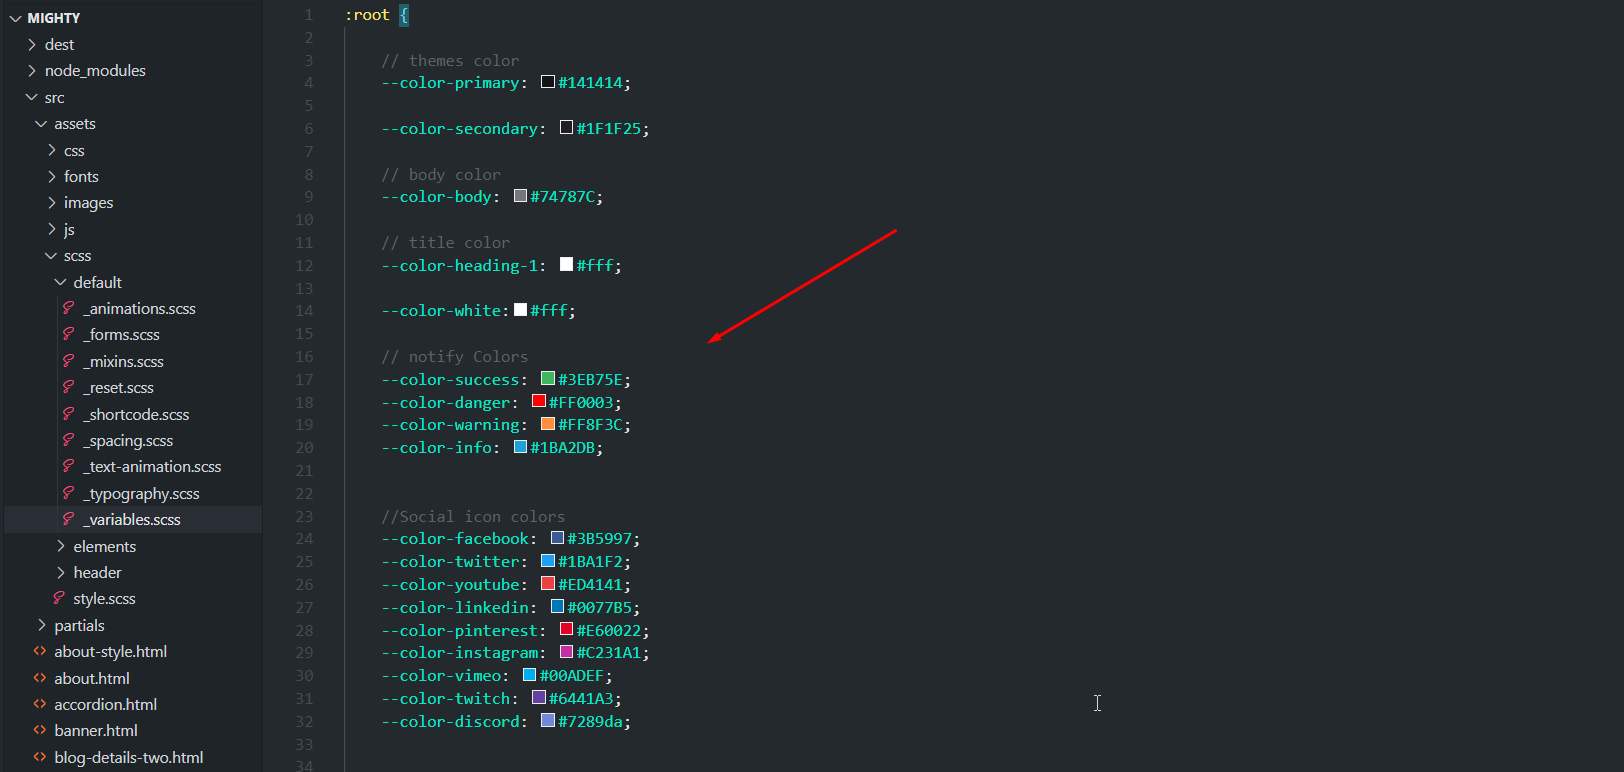 MIGHTY
dest
node_modules
src
assets
css
fonts
images
js
scss
default
_animations.scss
_forms.scss
_mixins.scss
_reset.scss
_shortcode.scss
_spacing.scss
_text-animation.scss
_typography.scss
_variables.scss
elements
header
style.scss
partials
about-style.html
about.html
accordion.html
banner.html
blog-details-two.html
1 :root {
2
3 // themes color
4 --color-primary: #141414;
5
6 --color-secondary: #1F1F25;
7
8 // body color
9 --color-body: #74787C;
10
11 // title color
12 --color-heading-1: #fff;
13
14 --color-white: #fff;
15
16 // notify Colors
17 --color-success: #3EB75E;
18 --color-danger: #FF0003;
19 --color-warning: #FF8F3C;
20 --color-info: #1BA2DB;
21
22
23 //Social icon colors
24 --color-facebook: #3B5997;
25 --color-twitter: #1BA1F2;
26 --color-youtube: #ED4141;
27 --color-linkedin: #0077B5;
28 --color-pinterest: #E60022;
29 --color-instagram: #C231A1;
30 --color-vimeo: #00ADEF;
31 --color-twitch: #6441A3;
32 --color-discord: #7289da;
33
34